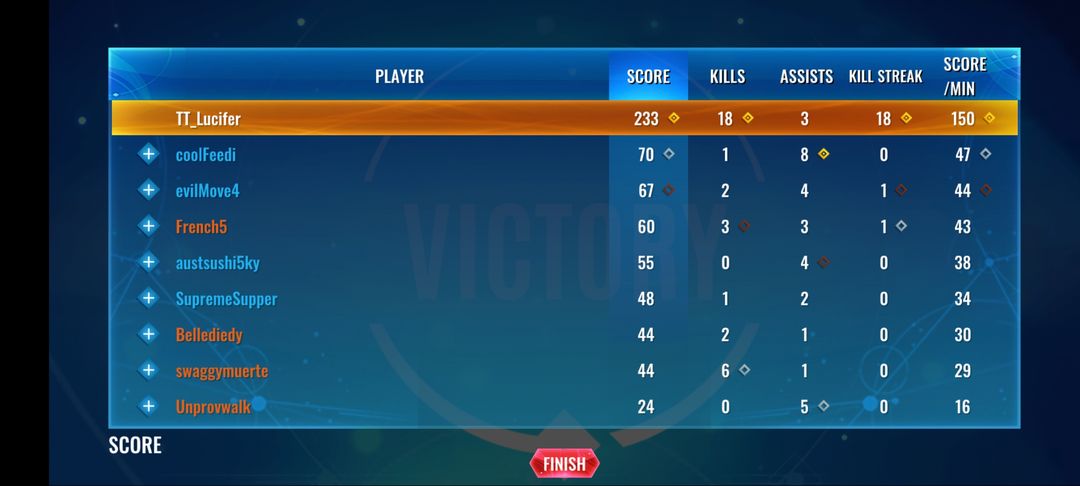 PLAYER SCORE KILLS ASSISTS KILL STREAK SCORE /MIN
TT_Lucifer 233 18 3 18 150
coolFeedi 70 1 8 0 47
evilMove4 67 2 4 1 44
French5 60 3 3 1 43
austsushi5ky 55 0 4 0 38
SupremeSupper 48 1 2 0 34
Bellediedy 44 2 1 0 30
swaggymuerte 44 6 1 0 29
Unprovwalk 24 0 5 0 16
VICTORY
SCORE
FINISH